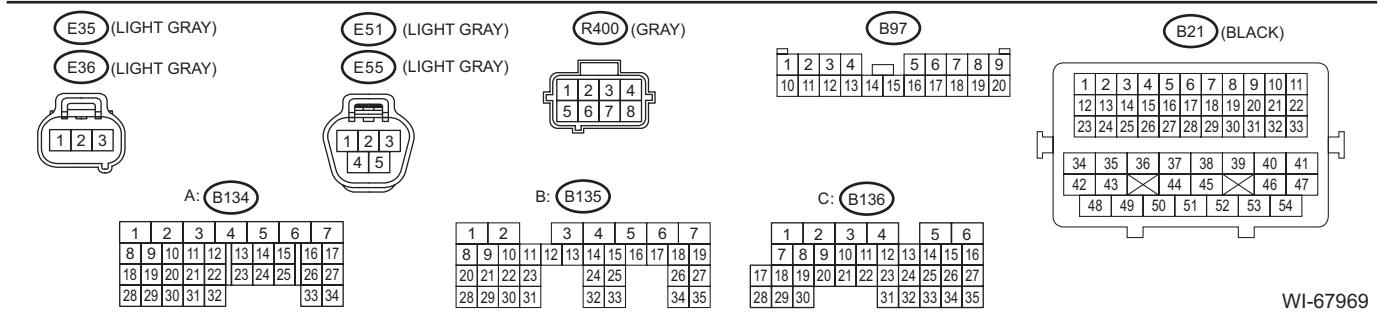 E35 (LIGHT GRAY)
E36 (LIGHT GRAY)
1 2 3
E51 (LIGHT GRAY)
E55 (LIGHT GRAY)
1 2 3
4 5
R400 (GRAY)
1 2 3 4
5 6 7 8
B97
1 2 3 4 5 6 7 8 9
10 11 12 13 14 15 16 17 18 19 20
B21 (BLACK)
1 2 3 4 5 6 7 8 9 10 11
12 13 14 15 16 17 18 19 20 21 22
23 24 25 26 27 28 29 30 31 32 33
34 35 36 37 38 39 40 41
42 43 44 45 46 47
48 49 50 51 52 53 54
A: B134
1 2 3 4 5 6 7
8 9 10 11 12 13 14 15 16 17
18 19 20 21 22 23 24 25 26 27
28 29 30 31 32 33 34
B: B135
1 2 3 4 5 6 7
8 9 10 11 12 13 14 15 16 17 18 19
20 21 22 23 24 25 26 27
28 29 30 31 32 33 34 35
C: B136
1 2 3 4 5 6
7 8 9 10 11 12 13 14 15 16
17 18 19 20 21 22 23 24 25 26 27
28 29 30 31 32 33 34 35
WI-67969